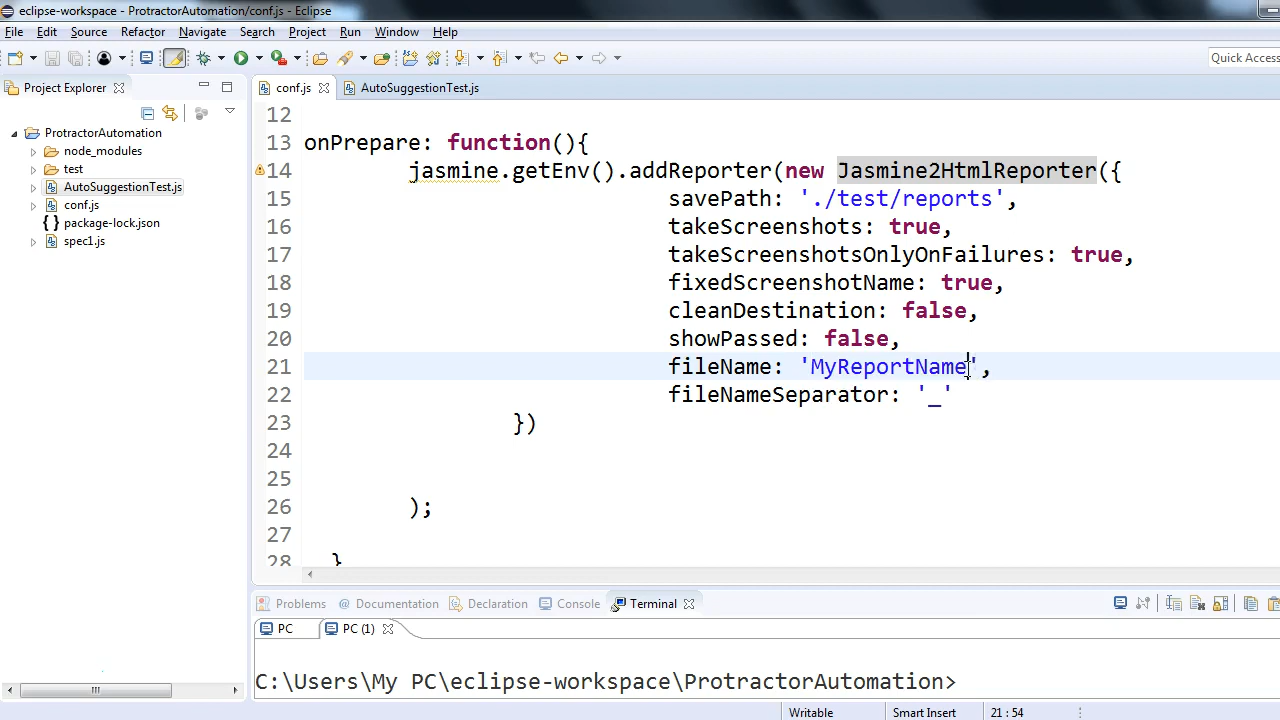 eclipse-workspace - ProtractorAutomation/conf.js - Eclipse
File Edit Source Refactor Navigate Search Project Run Window Help
Quick Access
Project Explorer
conf.js
AutoSuggestionTest.js
ProtractorAutomation
node_modules
test
AutoSuggestionTest.js
conf.js
package-lock.json
spec1.js
12
13 onPrepare: function(){
14 jasmine.getEnv().addReporter(new Jasmine2HtmlReporter({
15 savePath: './test/reports',
16 takeScreenshots: true,
17 takeScreenshotsOnlyOnFailures: true,
18 fixedScreenshotName: true,
19 cleanDestination: false,
20 showPassed: false,
21 fileName: 'MyReportName',
22 fileNameSeparator: '_'
23 })
24
25
26 );
27
28 }
Problems @ Documentation Declaration Console Terminal
PC PC (1)
C:\Users\My PC\eclipse-workspace\ProtractorAutomation>
Writable Smart Insert 21 : 54